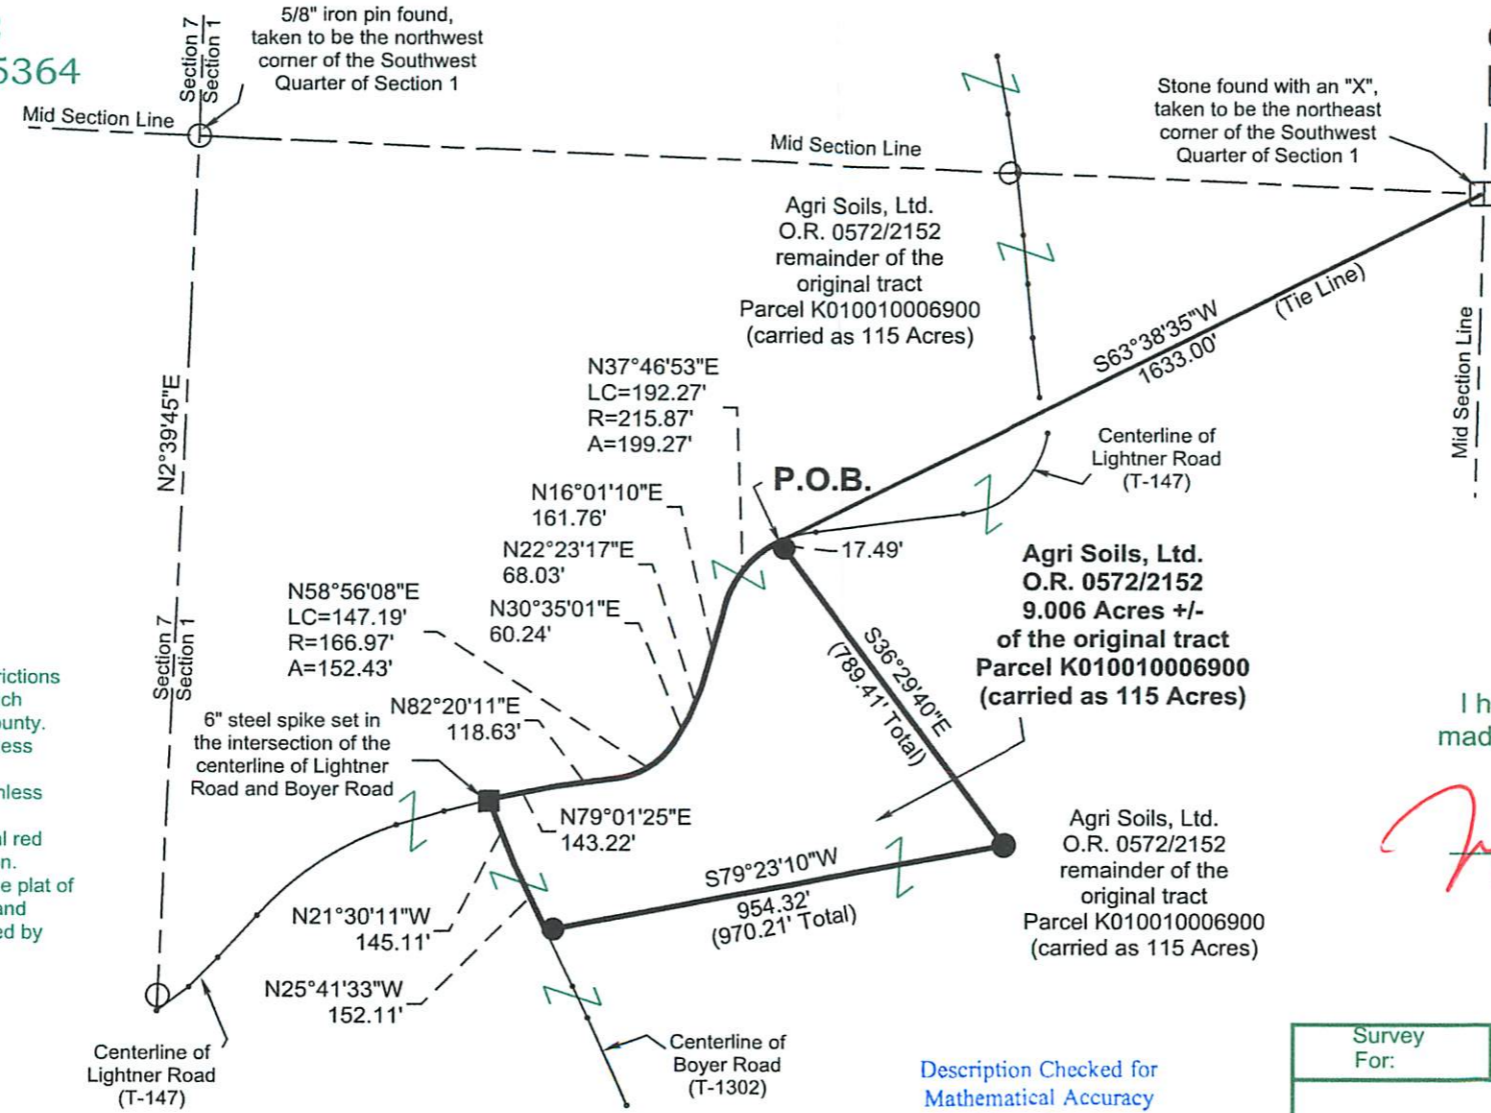 5364
Section 7
Section 1
5/8" iron pin found,
taken to be the northwest
corner of the Southwest
Quarter of Section 1
Mid Section Line
Mid Section Line
Stone found with an "X",
taken to be the northeast
corner of the Southwest
Quarter of Section 1
Agri Soils, Ltd.
O.R. 0572/2152
remainder of the
original tract
Parcel K010010006900
(carried as 115 Acres)
S63°38'35"W
1633.00'
(Tie Line)
Mid Section Line
N2°39'45"E
N37°46'53"E
LC=192.27'
R=215.87'
A=199.27'
P.O.B.
Centerline of
Lightner Road
(T-147)
N16°01'10"E
161.76'
17.49'
N22°23'17"E
68.03'
N30°35'01"E
60.24'
N58°56'08"E
LC=147.19'
R=166.97'
A=152.43'
Agri Soils, Ltd.
O.R. 0572/2152
9.006 Acres +/-
of the original tract
Parcel K010010006900
(carried as 115 Acres)
S36°29'40"E
(789.41' Total)
Section 7
Section 1
N82°20'11"E
118.63'
6" steel spike set in
the intersection of the
centerline of Lightner
Road and Boyer Road
N79°01'25"E
143.22'
S79°23'10"W
954.32'
(970.21' Total)
Agri Soils, Ltd.
O.R. 0572/2152
remainder of the
original tract
Parcel K010010006900
(carried as 115 Acres)
N21°30'11"W
145.11'
N25°41'33"W
152.11'
Centerline of
Lightner Road
(T-147)
Centerline of
Boyer Road
(T-1302)
Description Checked for
Mathematical Accuracy
Survey
For:
I h
mad
rictions
ch
unty.
ess
nless
al red
n.
e plat of
and
ed by